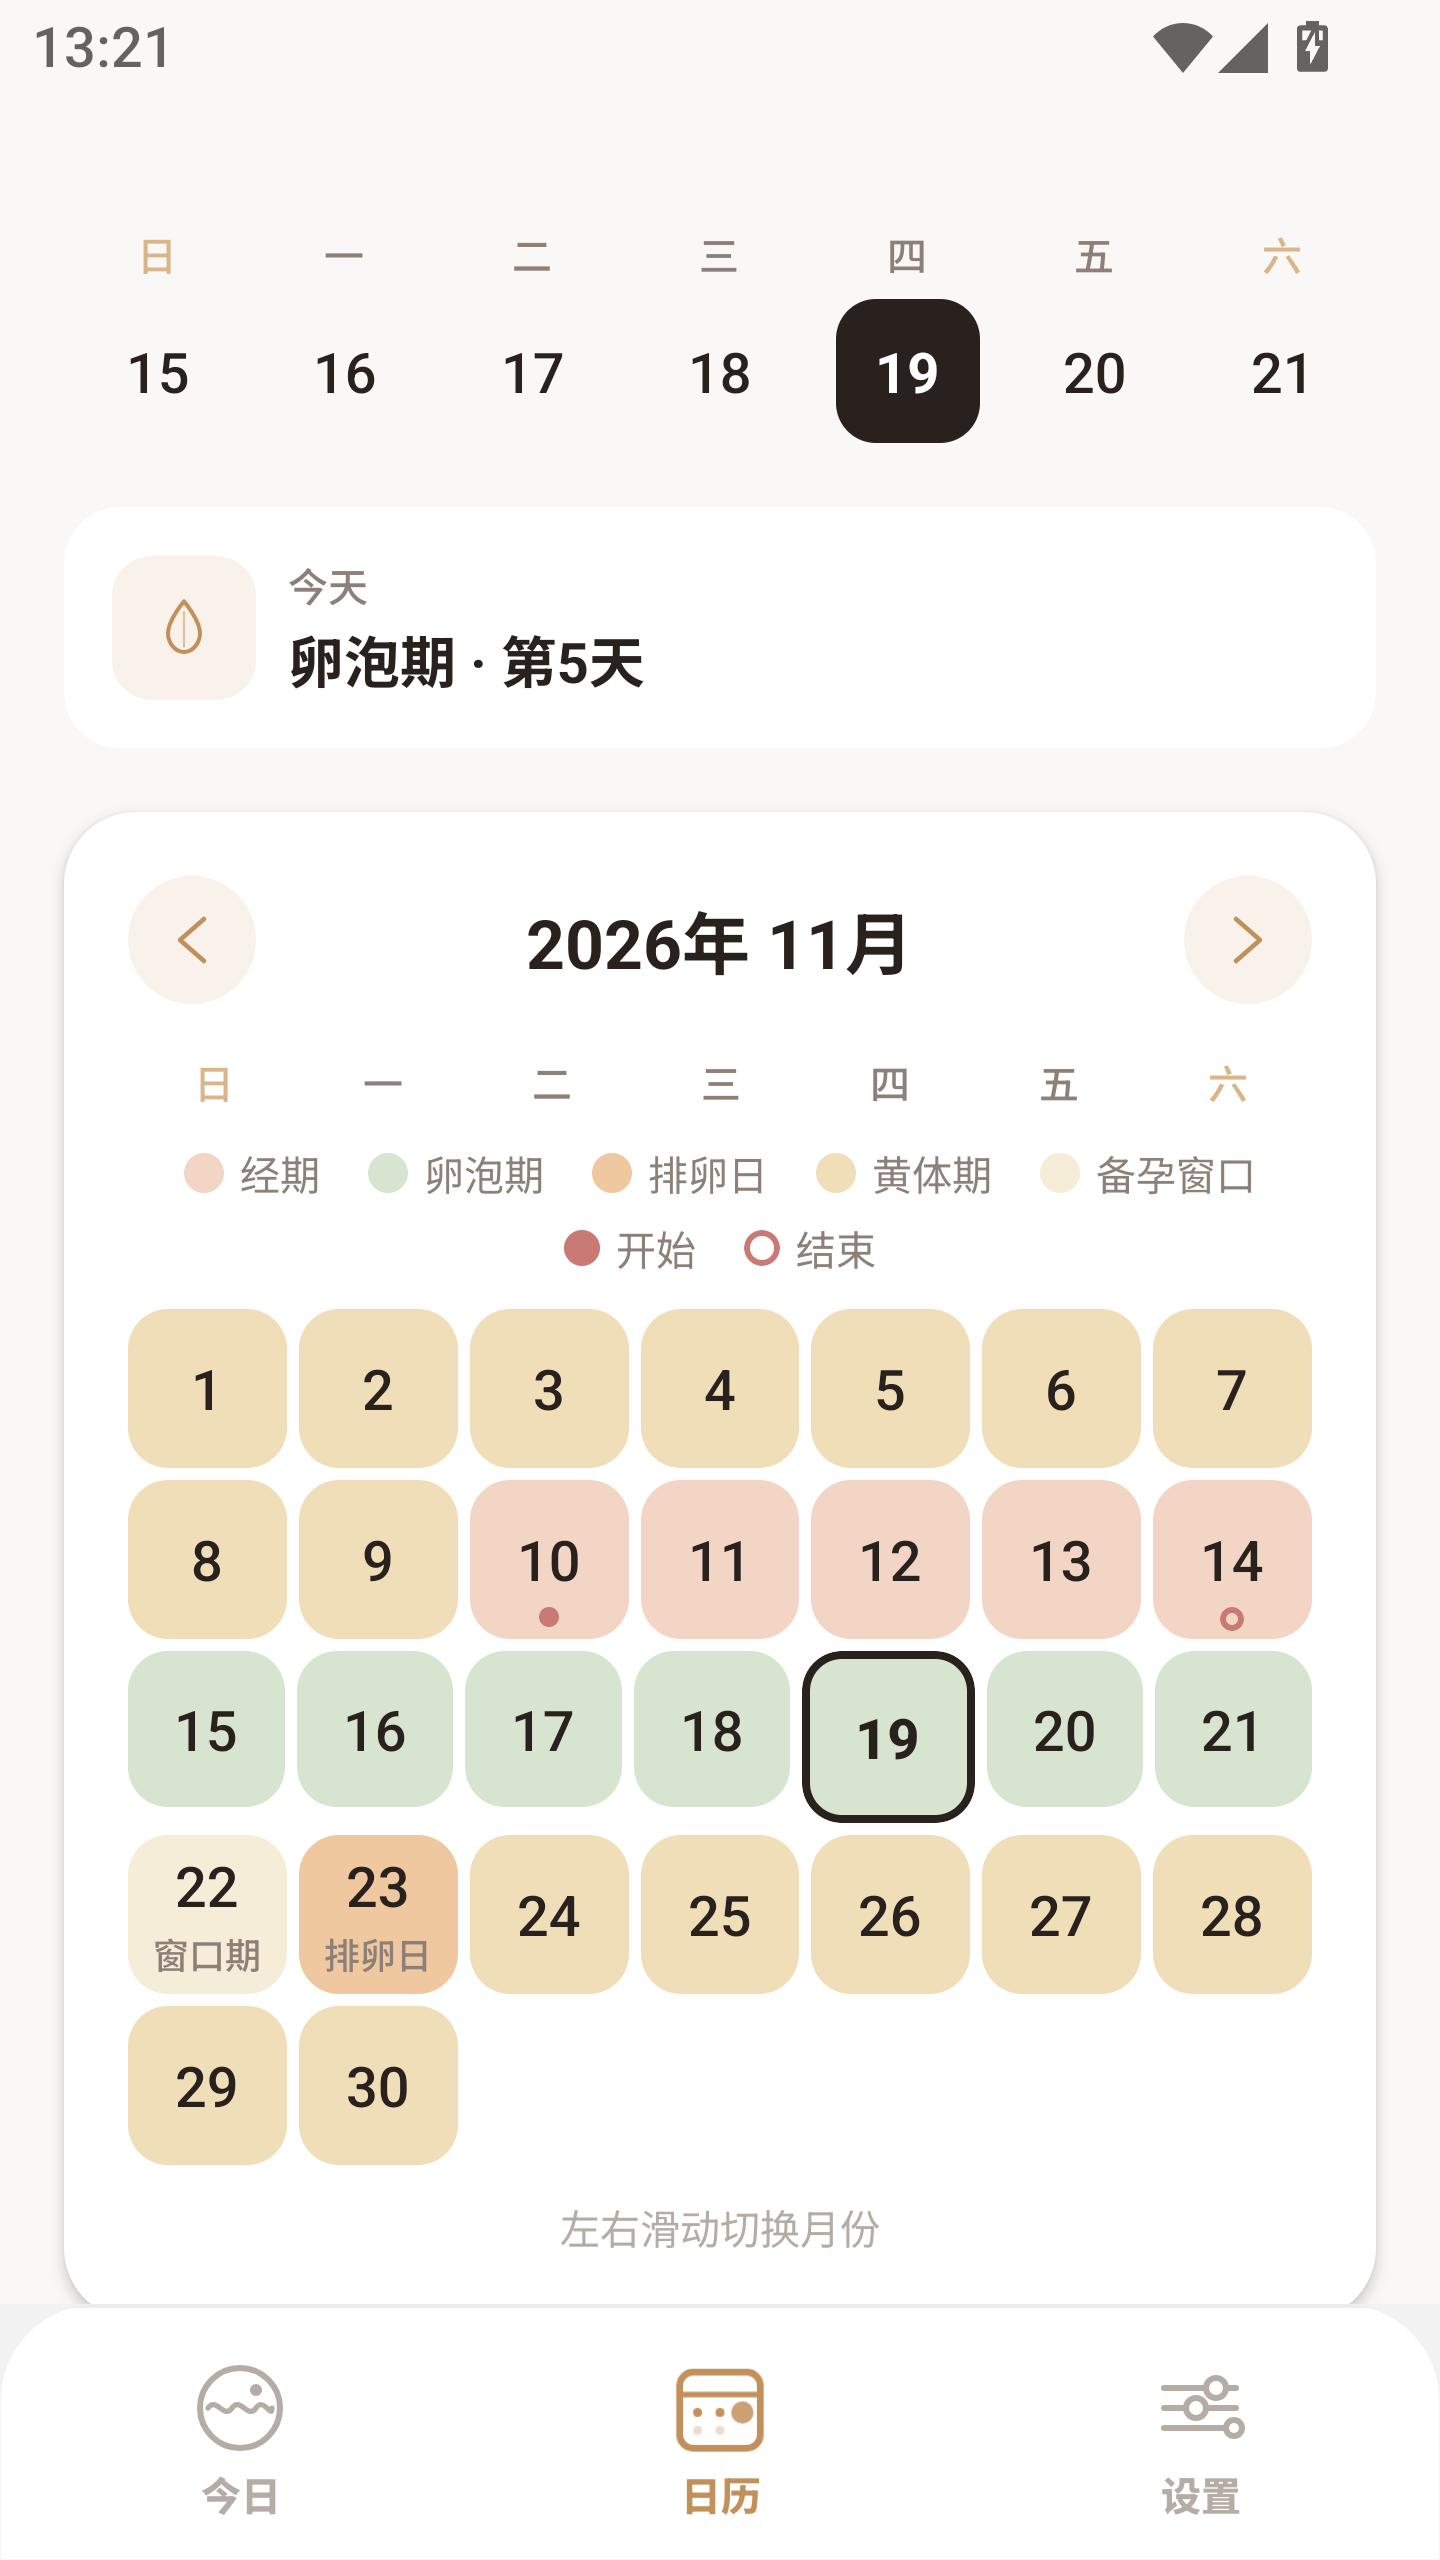 13:21
日 一 二 三 四 五 六
15 16 17 18 19 20 21
今天
卵泡期 · 第5天
2026年 11月
日 一 二 三 四 五 六
经期 卵泡期 排卵日 黄体期 备孕窗口
开始 结束
1 2 3 4 5 6 7
8 9 10 11 12 13 14
15 16 17 18 19 20 21
22 23 24 25 26 27 28
窗口期 排卵日
29 30
左右滑动切换月份
今日 日历 设置